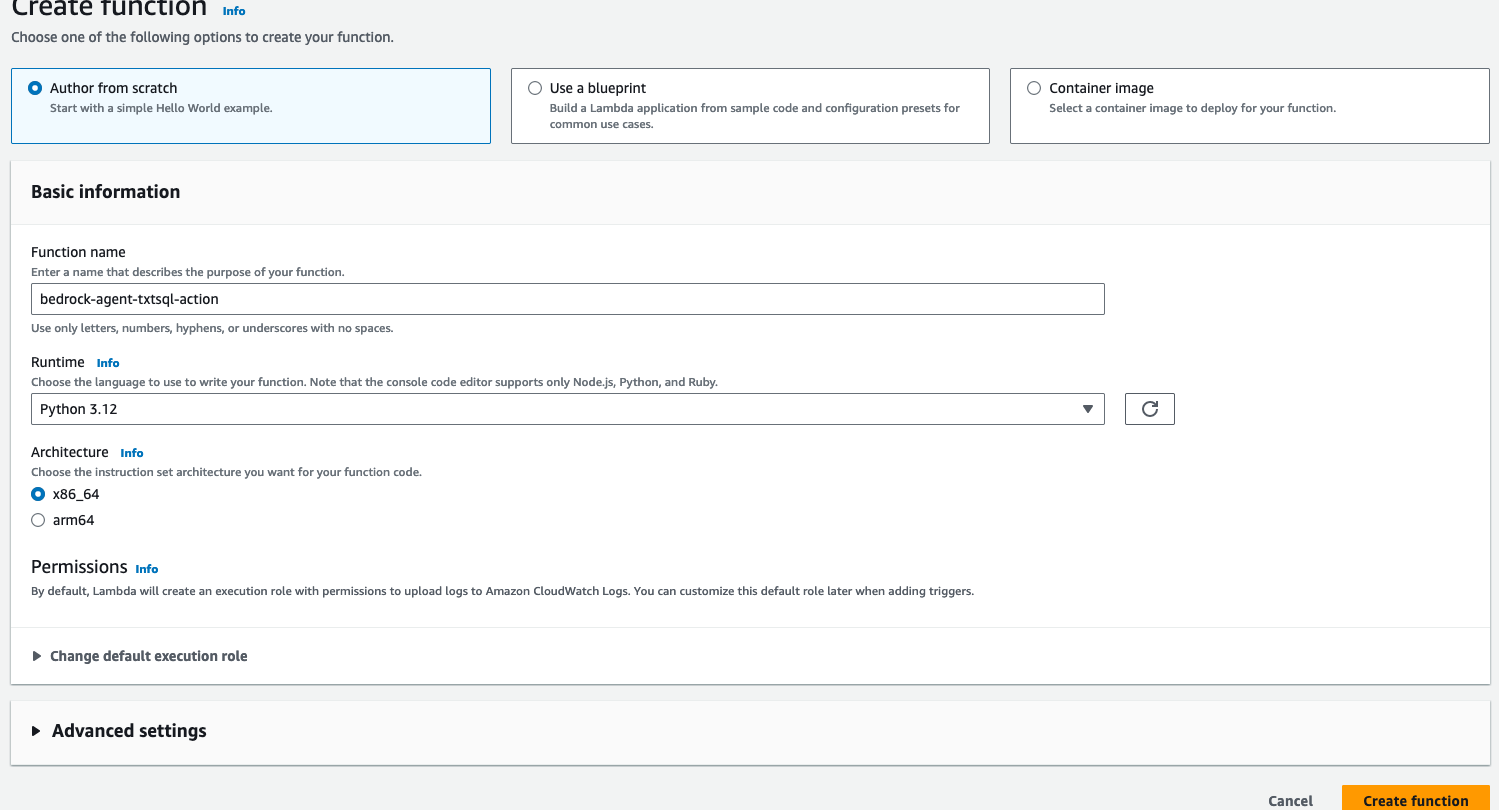 Create function Info
Choose one of the following options to create your function.
Author from scratch
Start with a simple Hello World example.
Use a blueprint
Build a Lambda application from sample code and configuration presets for
common use cases.
Container image
Select a container image to deploy for your function.
Basic information
Function name
Enter a name that describes the purpose of your function.
bedrock-agent-txtsql-action
Use only letters, numbers, hyphens, or underscores with no spaces.
Runtime Info
Choose the language to use to write your function. Note that the console code editor supports only Node.js, Python, and Ruby.
Python 3.12
Architecture Info
Choose the instruction set architecture you want for your function code.
x86_64
arm64
Permissions Info
By default, Lambda will create an execution role with permissions to upload logs to Amazon CloudWatch Logs. You can customize this default role later when adding triggers.
Change default execution role
Advanced settings
Cancel
Create function